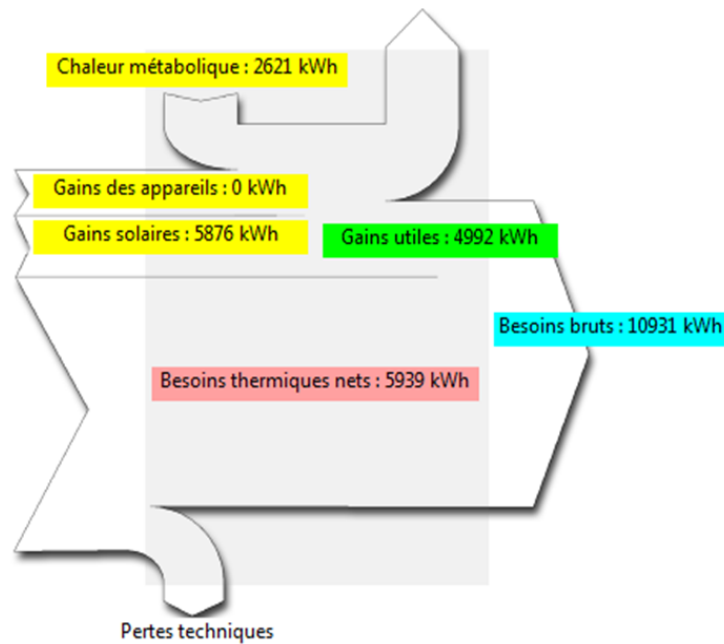 Chaleur métabolique : 2621 kWh
Gains des appareils : 0 kWh
Gains solaires : 5876 kWh
Gains utiles : 4992 kWh
Besoins bruts : 10931 kWh
Besoins thermiques nets : 5939 kWh
Pertes techniques